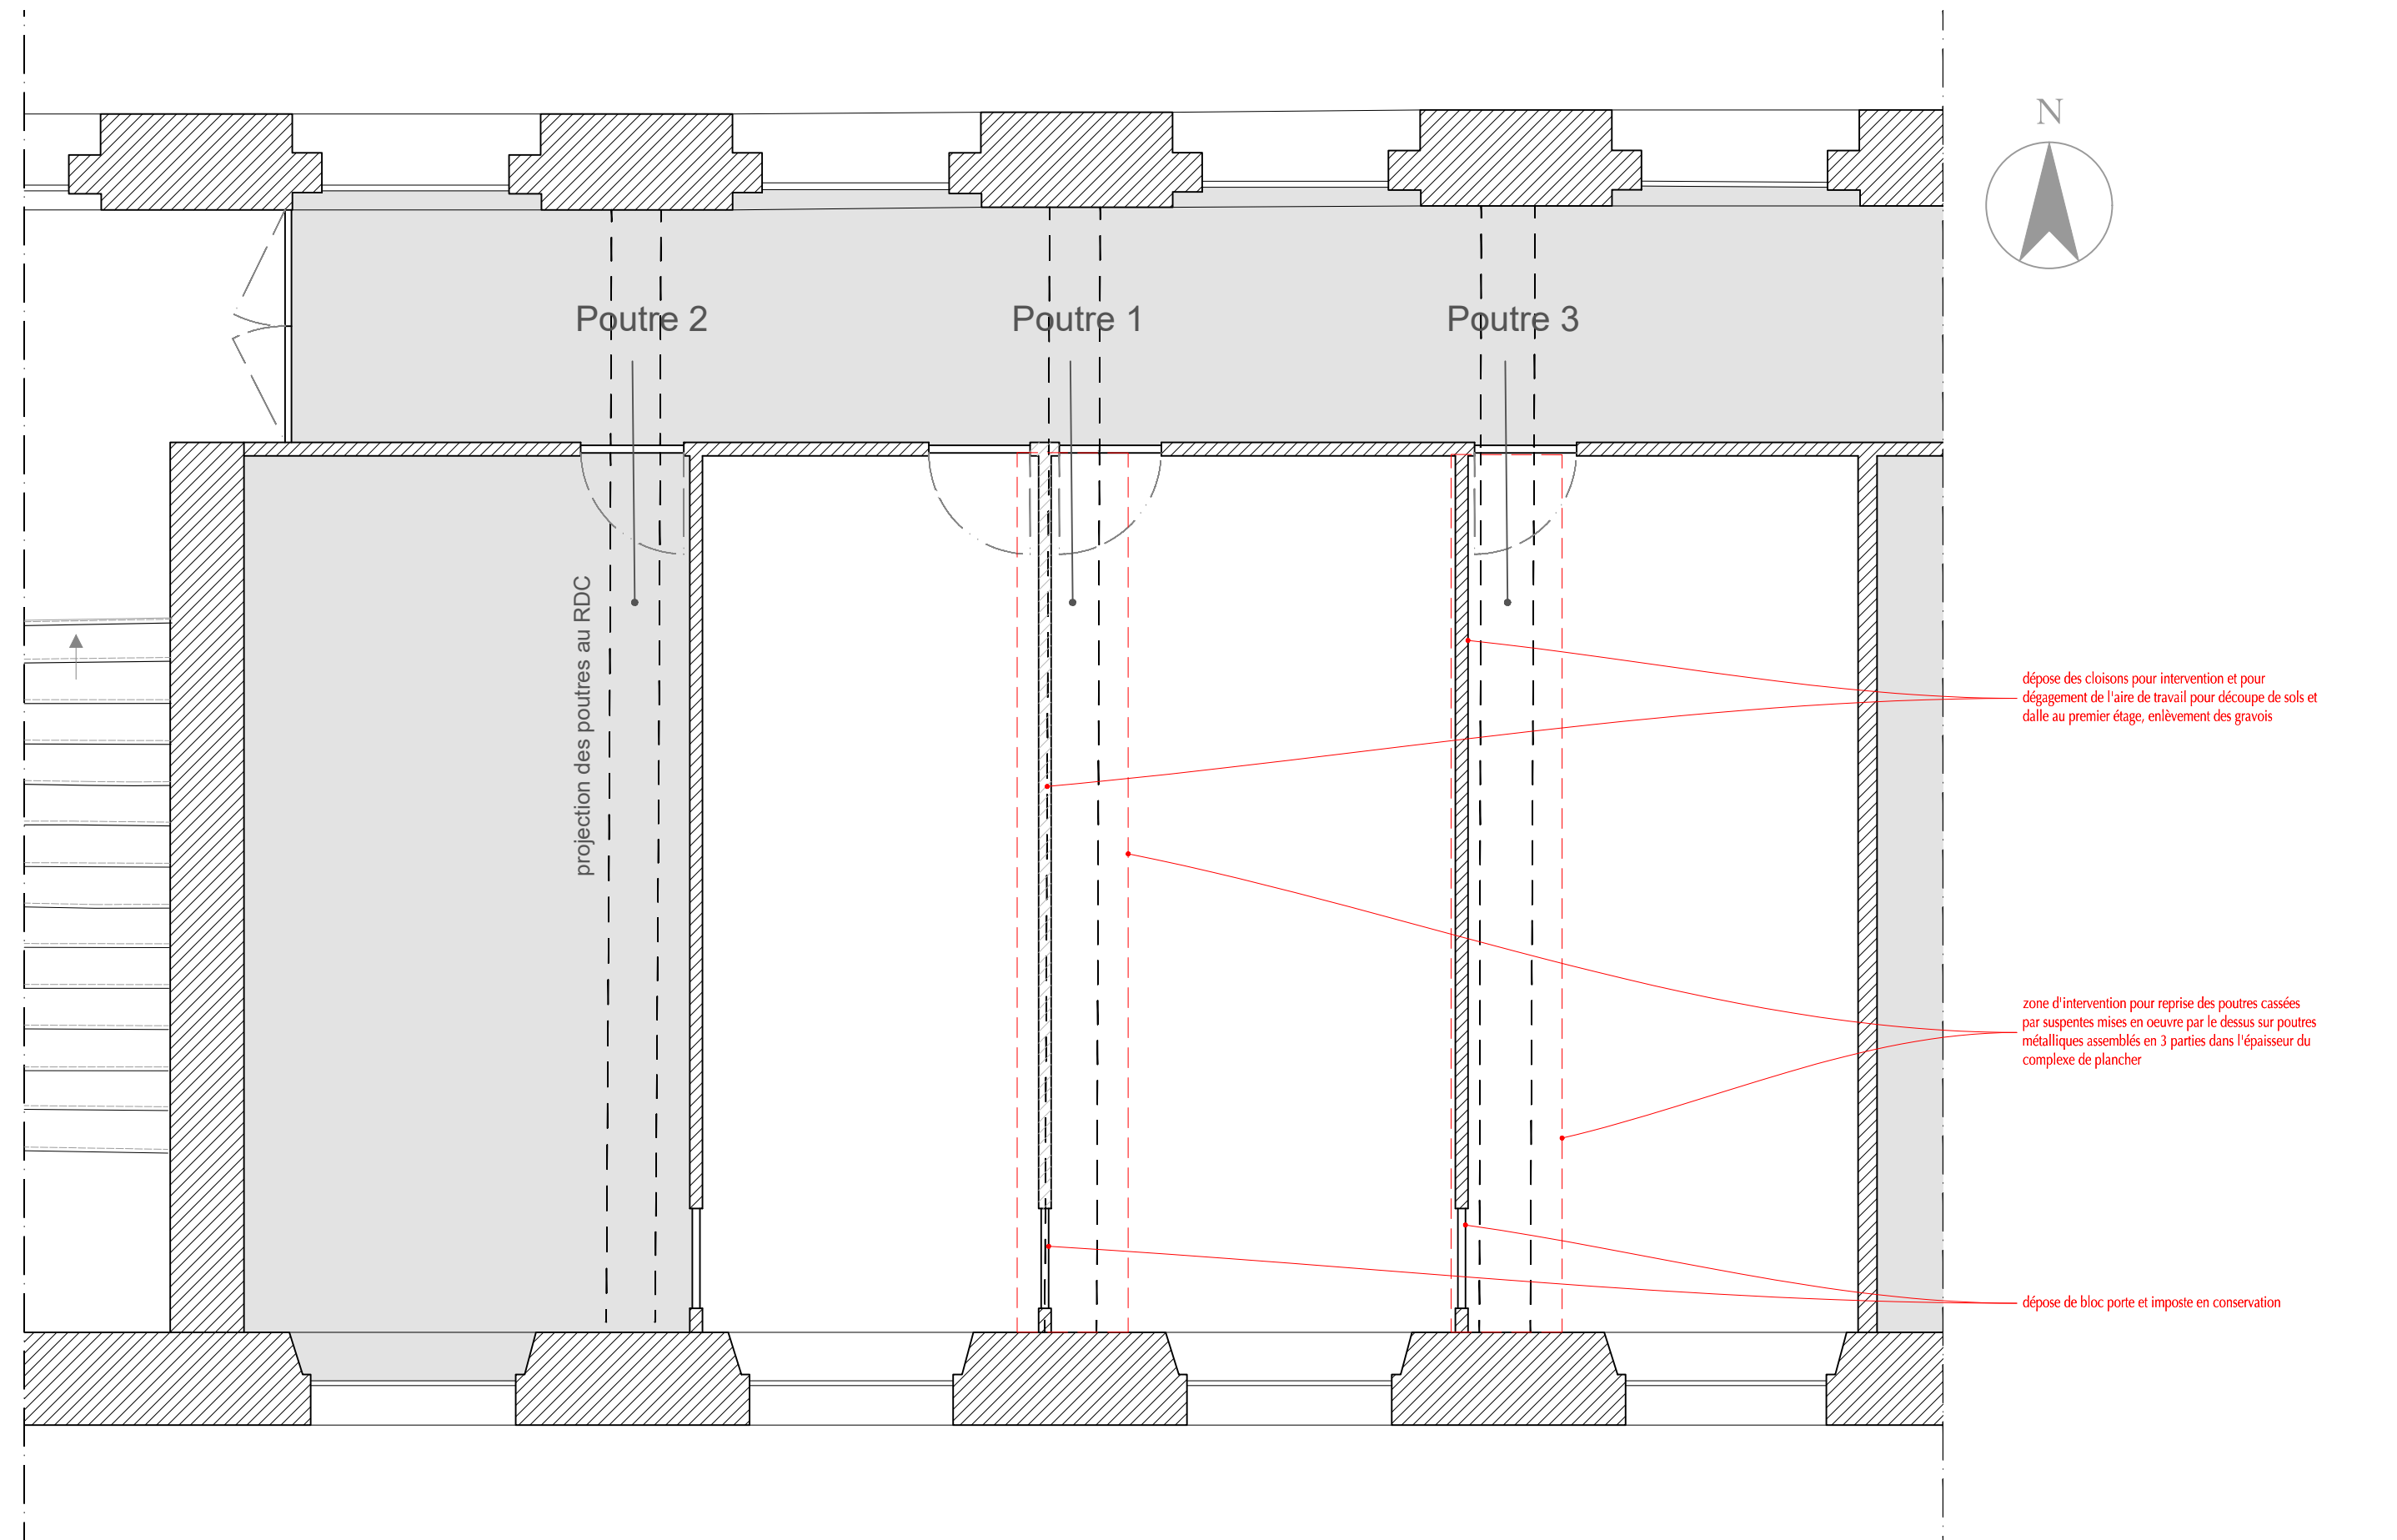 N
Poutre 2
Poutre 1
Poutre 3
projection des poutres au RDC
dépose des cloisons pour intervention et pour
dégagement de l'aire de travail pour découpe de sols et
dalle au premier étage, enlèvement des gravois
zone d'intervention pour reprise des poutres cassées
par suspentes mises en oeuvre par le dessus sur poutres
métalliques assemblés en 3 parties dans l'épaisseur du
complexe de plancher
dépose de bloc porte et imposte en conservation